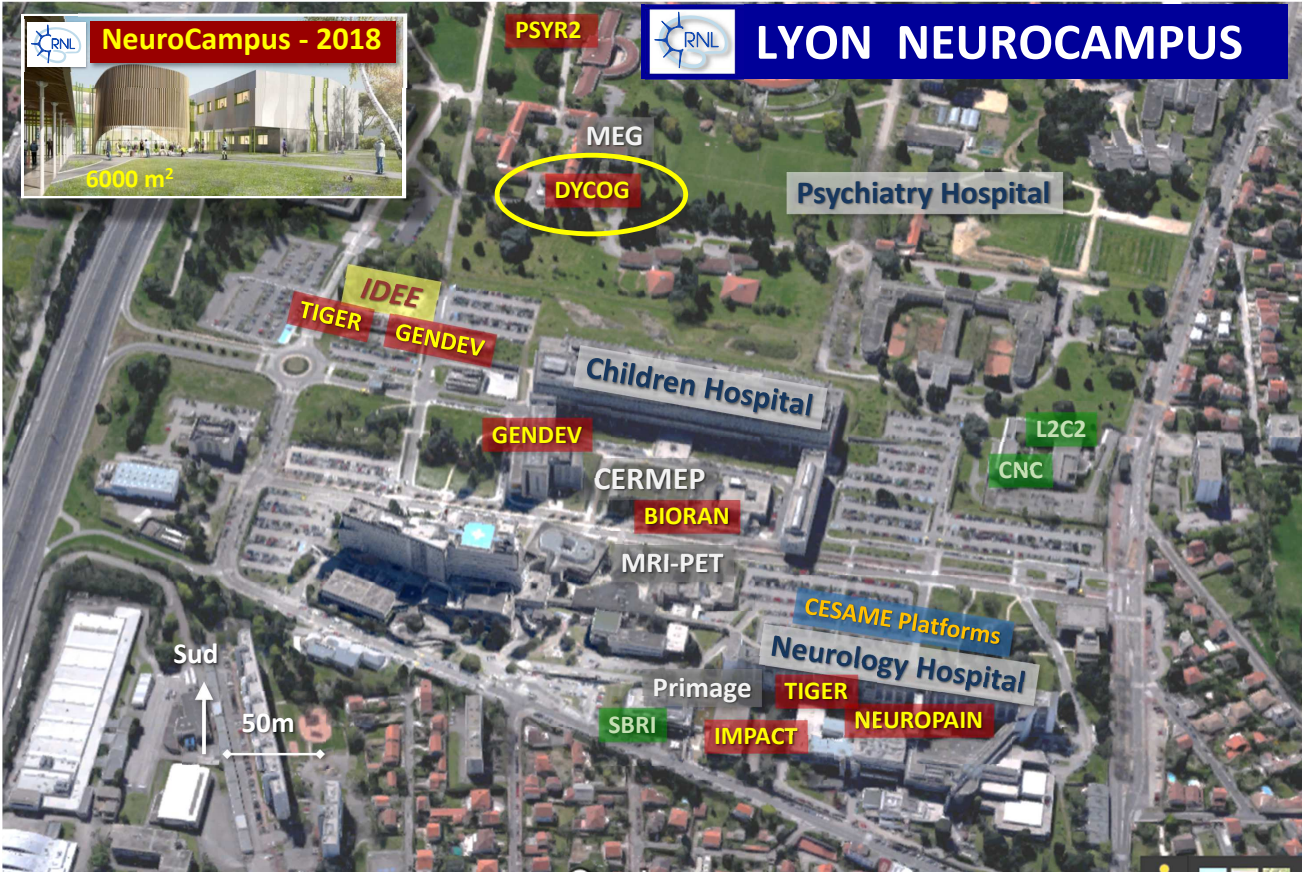 CRNL
NeuroCampus - 2018
6000 m²
PSYR2
CRNL
LYON NEUROCAMPUS
MEG
DYCOG
Psychiatry Hospital
IDEE
TIGER
GENDEV
Children Hospital
GENDEV
L2C2
CERMEP
CNC
BIORAN
MRI-PET
CESAME Platforms
Neurology Hospital
Sud
Primage
TIGER
50m
SBRI
NEUROPAIN
IMPACT